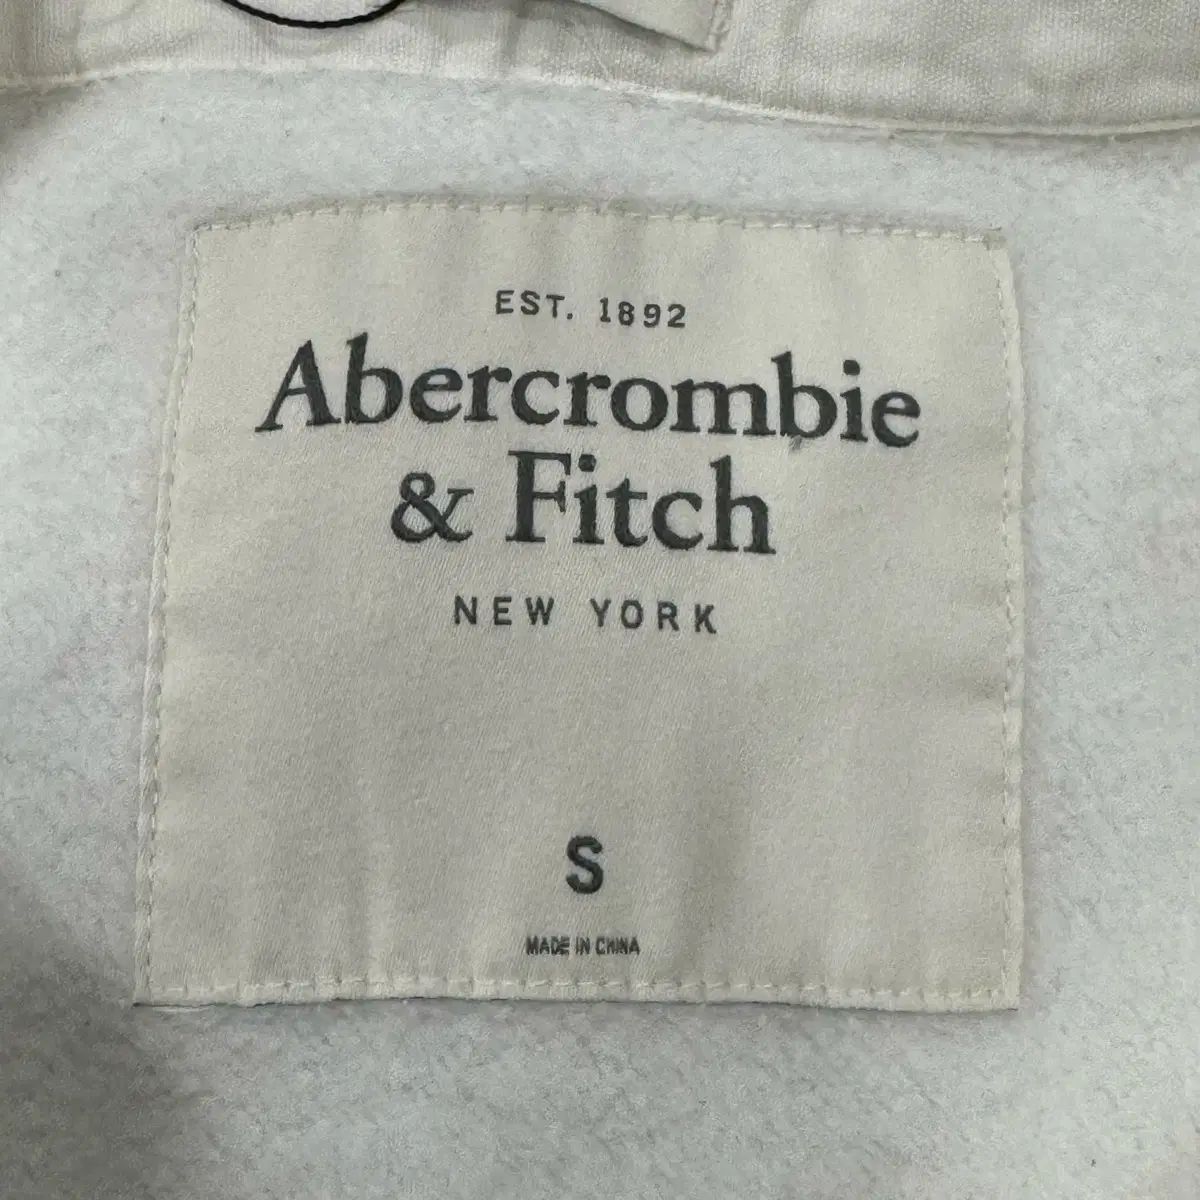 EST. 1892
Abercrombie
& Fitch
NEW YORK
S
MADE IN CHINA